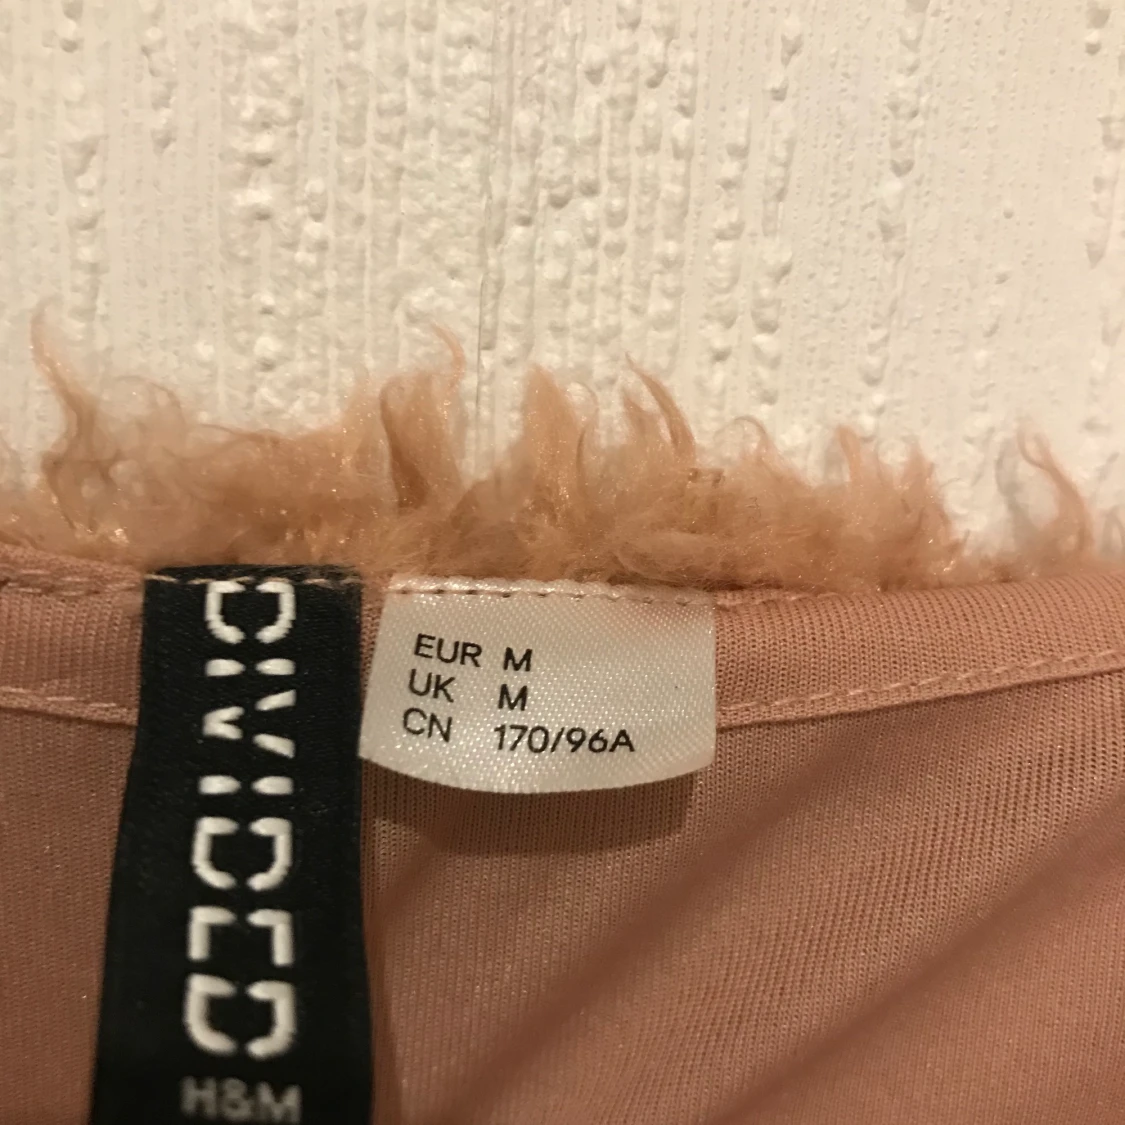 DIVIDED
H&M
EUR M
UK M
CN 170/96A